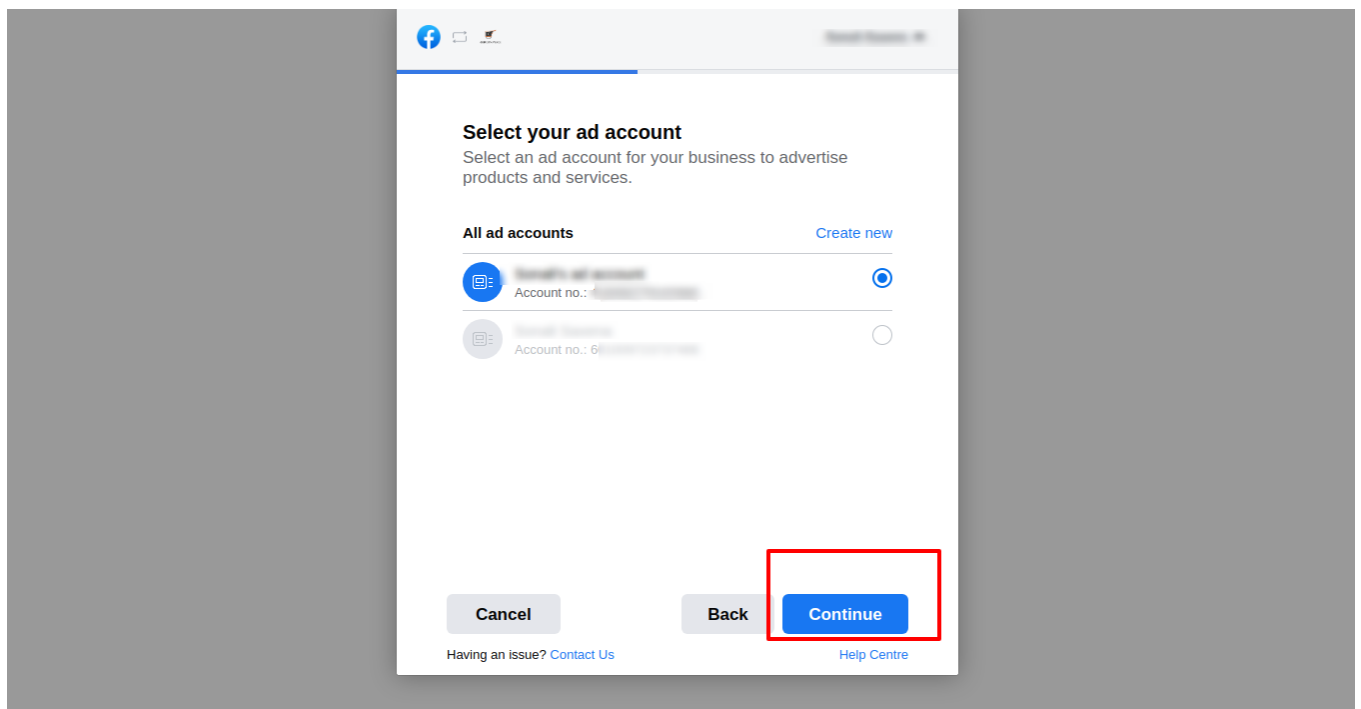 Select your ad account
Select an ad account for your business to advertise
products and services.
All ad accounts
Create new
Account no.:
Account no.: 6
Cancel
Back
Continue
Having an issue? Contact Us
Help Centre